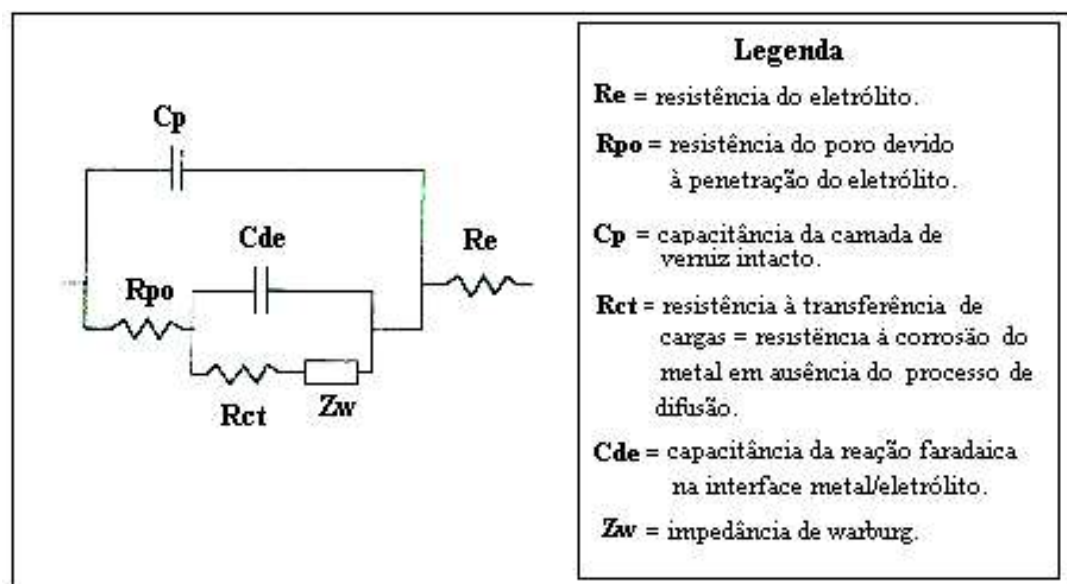 Cp
Cde
Re
Rpo
Rct
Zw
Legenda
Re = resistência do eletrólito.
Rpo = resistência do poro devido
à penetração do eletrólito.
Cp = capacitância da camada de
verniz intacto.
Rct = resistência à transferência de
cargas = resistência à corrosão do
metal em ausência do processo de
difusão.
Cde = capacitância da reação faradaica
na interface metal/eletrólito.
Zw = impedância de warburg.